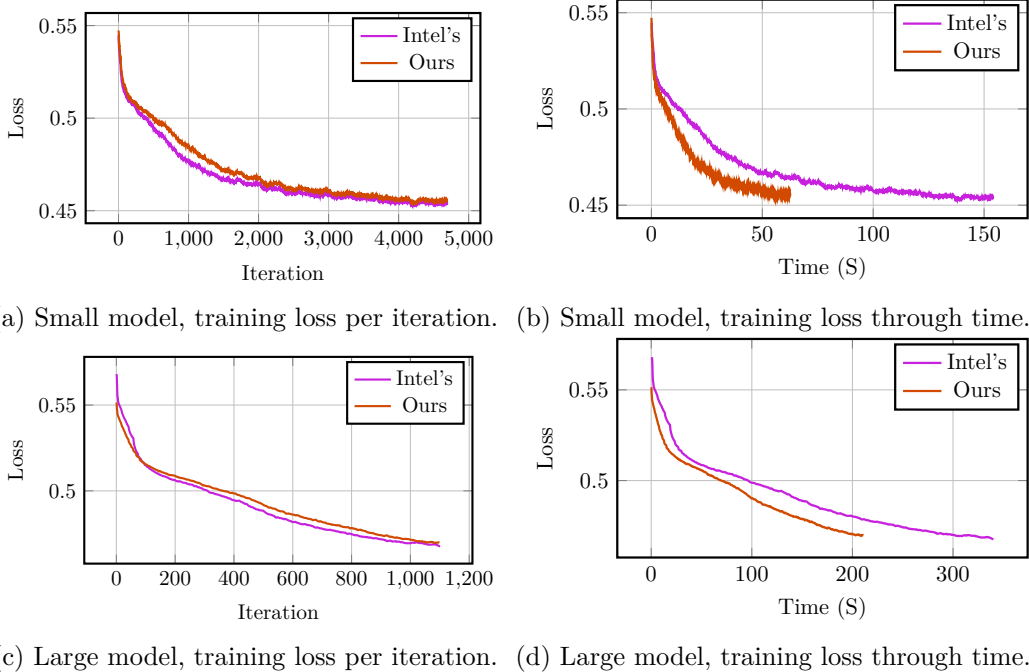 0.55
0.5
0.45
Loss
Intel's
Ours
0
1,000
2,000
3,000
4,000
5,000
Iteration
0.55
0.5
0.45
Loss
Intel's
Ours
0
50
100
150
Time (S)
a) Small model, training loss per iteration.
(b) Small model, training loss through time.
0.55
0.5
Loss
Intel's
Ours
0
200
400
600
800
1,000
1,200
Iteration
0.55
0.5
Loss
Intel's
Ours
0
100
200
300
Time (S)
c) Large model, training loss per iteration.
(d) Large model, training loss through time.